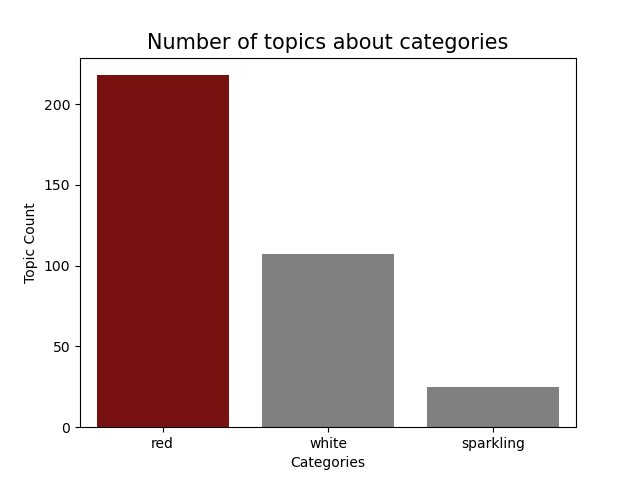 Number of topics about categories
Topic Count
200
150
100
50
0
red white sparkling
Categories